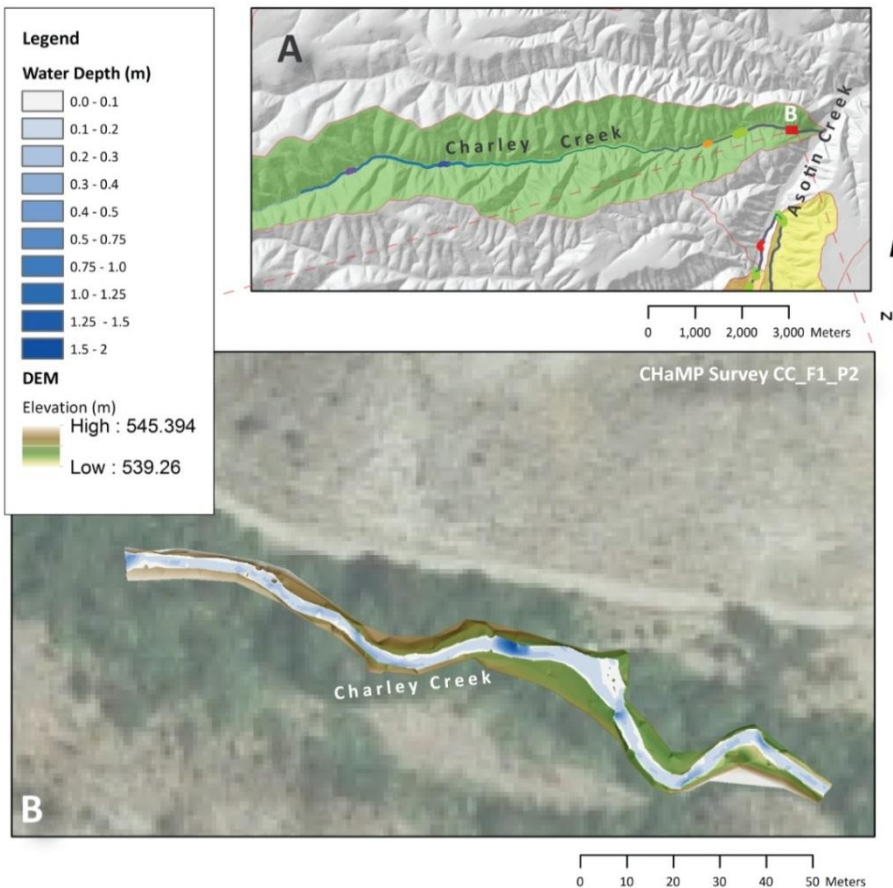 Legend
Water Depth (m)
0.0 - 0.1
0.1 - 0.2
0.2 - 0.3
0.3 - 0.4
0.4 - 0.5
0.5 - 0.75
0.75 - 1.0
1.0 - 1.25
1.25 - 1.5
1.5 - 2
DEM
Elevation (m)
High : 545.394
Low : 539.26
A
Charley Creek
B
Asotin Creek
0 1,000 2,000 3,000 Meters
z
CHaMP Survey CC_F1_P2
Charley Creek
B
0 10 20 30 40 50 Meters